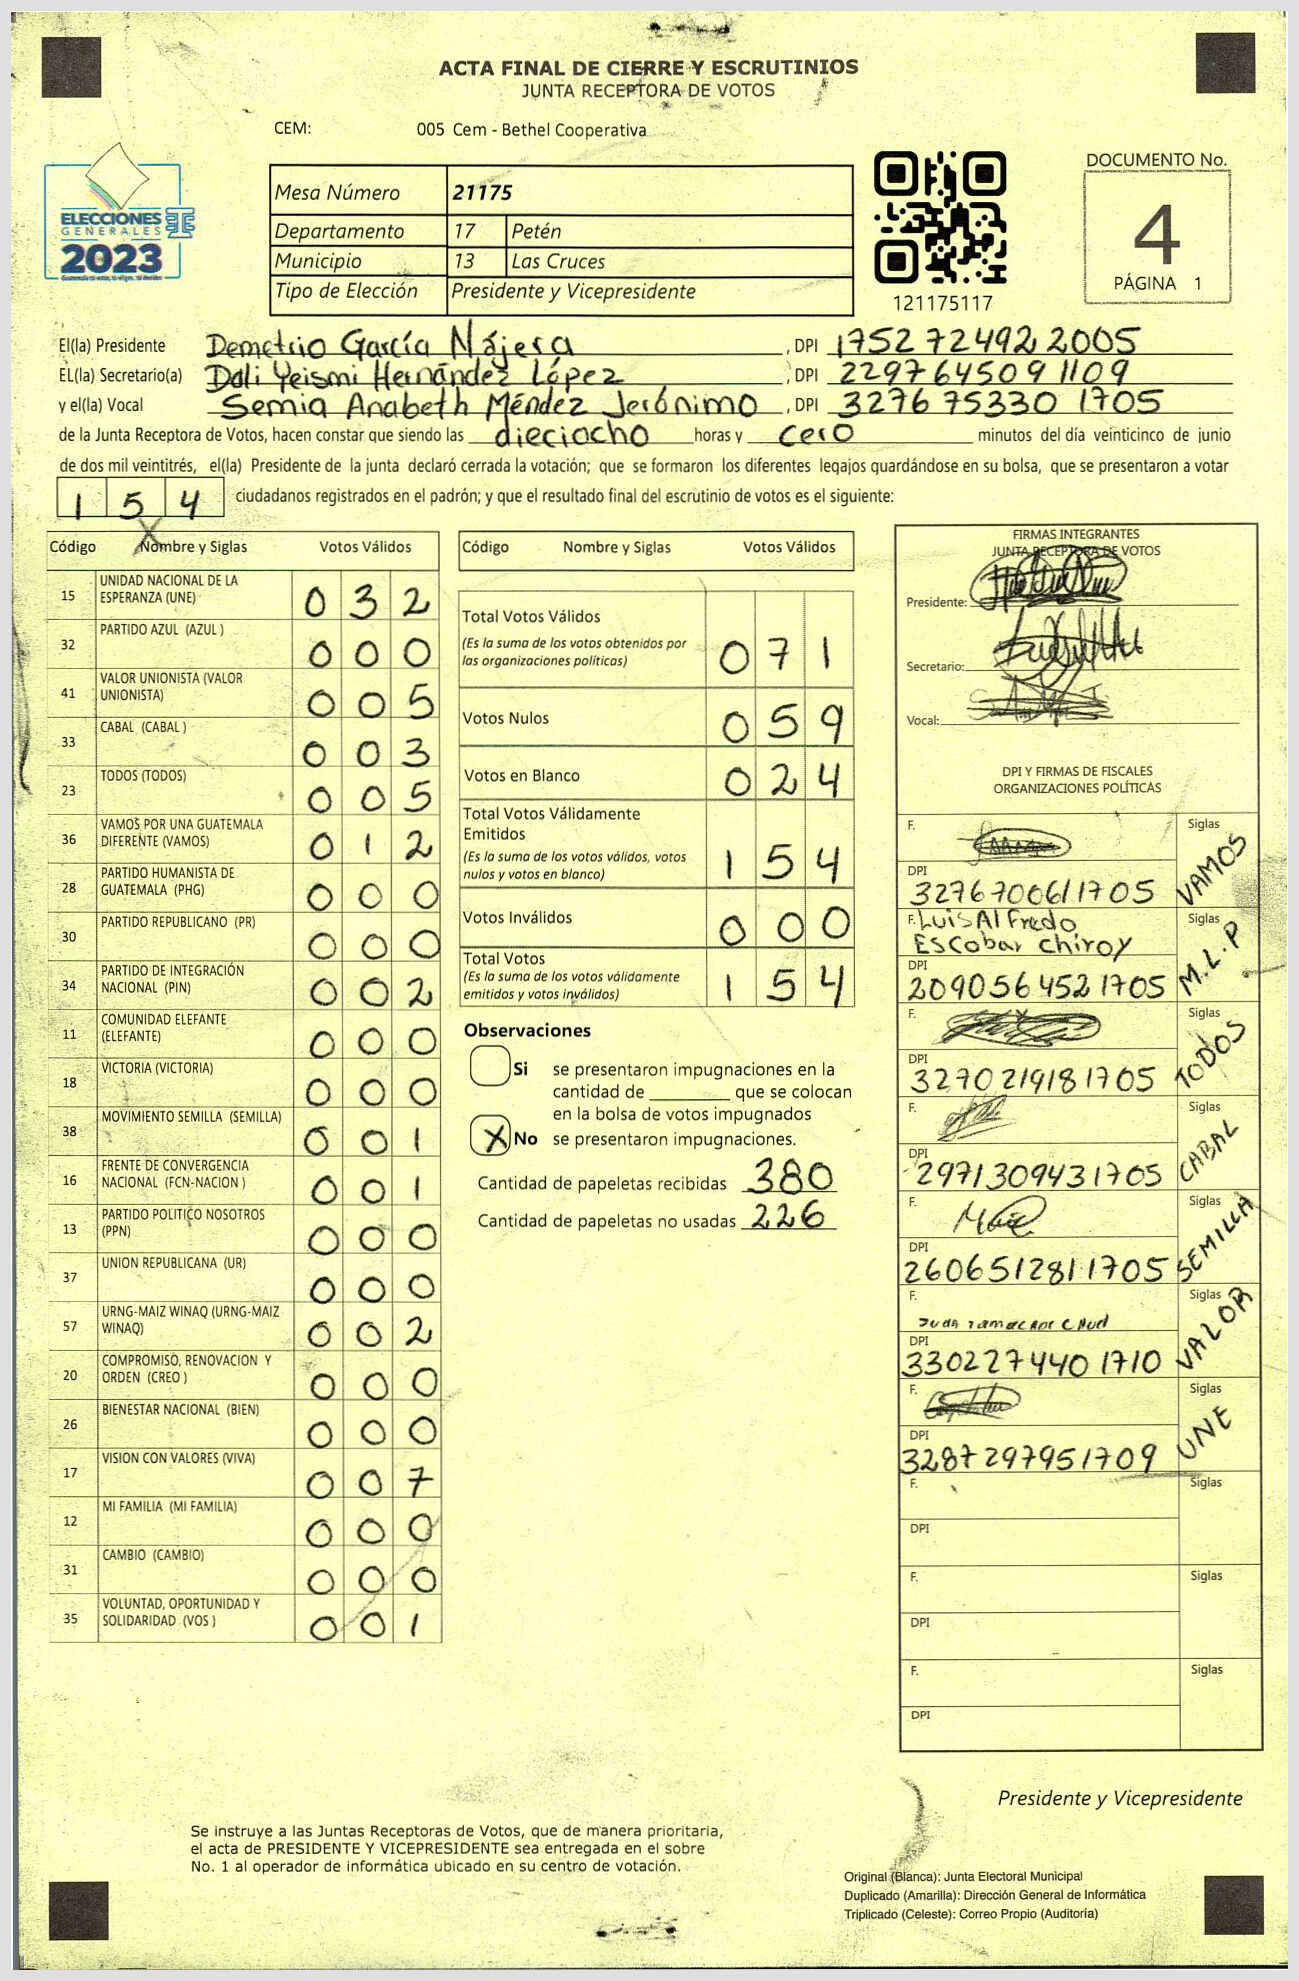 ACTA FINAL DE CIERRE Y ESCRUTINIOS
JUNTA RECEPTORA DE VOTOS
CEM: 005 Cem - Bethel Cooperativa
ELECCIONES
GENERALES
2023
Mesa Número 21175
Departamento 17 Petén
Municipio 13 Las Cruces
Tipo de Elección Presidente y Vicepresidente
121175117
DOCUMENTO No.
4
PÁGINA 1
El(la) Presidente Demetrio García Nájera, DPI 1752 72492 2005
EL(la) Secretario(a) Dali Yeismi Hernández López, DPI 2297 64509 1109
y el(la) Vocal Semia Anabeth Méndez Jerónimo, DPI 3276 75330 1705
de la Junta Receptora de Votos, hacen constar que siendo las dieciocho horas y cero minutos del día veinticinco de junio
de dos mil veintitrés, el(la) Presidente de la junta declaró cerrada la votación; que se formaron los diferentes legajos guardándose en su bolsa, que se presentaron a votar
1 5 4 ciudadanos registrados en el padrón; y que el resultado final del escrutinio de votos es el siguiente:
Código Nombre y Siglas Votos Válidos
15 UNIDAD NACIONAL DE LA
ESPERANZA (UNE) 0 3 2
32 PARTIDO AZUL (AZUL ) 0 0 0
41 VALOR UNIONISTA (VALOR
UNIONISTA) 0 0 5
33 CABAL (CABAL ) 0 0 3
23 TODOS (TODOS) 0 0 5
36 VAMOS POR UNA GUATEMALA
DIFERENTE (VAMOS) 0 1 2
28 PARTIDO HUMANISTA DE
GUATEMALA (PHG) 0 0 0
30 PARTIDO REPUBLICANO (PR) 0 0 0
34 PARTIDO DE INTEGRACIÓN
NACIONAL (PIN) 0 0 2
11 COMUNIDAD ELEFANTE
(ELEFANTE) 0 0 0
18 VICTORIA (VICTORIA) 0 0 0
38 MOVIMIENTO SEMILLA (SEMILLA) 0 0 1
16 FRENTE DE CONVERGENCIA
NACIONAL (FCN-NACION ) 0 0 1
13 PARTIDO POLITICO NOSOTROS
(PPN) 0 0 0
37 UNION REPUBLICANA (UR) 0 0 0
57 URNG-MAIZ WINAQ (URNG-MAIZ
WINAQ) 0 0 2
20 COMPROMISO, RENOVACION Y
ORDEN (CREO ) 0 0 0
26 BIENESTAR NACIONAL (BIEN) 0 0 0
17 VISION CON VALORES (VIVA) 0 0 7
12 MI FAMILIA (MI FAMILIA) 0 0 0
31 CAMBIO (CAMBIO) 0 0 0
35 VOLUNTAD, OPORTUNIDAD Y
SOLIDARIDAD (VOS ) 0 0 1
Código Nombre y Siglas Votos Válidos
Total Votos Válidos
(Es la suma de los votos obtenidos por
las organizaciones políticas) 0 7 1
Votos Nulos 0 5 9
Votos en Blanco 0 2 4
Total Votos Válidamente
Emitidos
(Es la suma de los votos válidos, votos
nulos y votos en blanco) 1 5 4
Votos Inválidos 0 0 0
Total Votos
(Es la suma de los votos válidamente
emitidos y votos inválidos) 1 5 4
Observaciones
Si se presentaron impugnaciones en la
cantidad de ________ que se colocan
en la bolsa de votos impugnados
X No se presentaron impugnaciones.
Cantidad de papeletas recibidas 380
Cantidad de papeletas no usadas 226
FIRMAS INTEGRANTES
JUNTA RECEPTORA DE VOTOS
Presidente:
Secretario:
Vocal:
DPI Y FIRMAS DE FISCALES
ORGANIZACIONES POLÍTICAS
F. Siglas VAMOS
DPI
3276700611705
F. Luis Alfredo
Escobar Chiroy Siglas M.L.P
DPI
209056452 1705
F. Siglas TODOS
DPI
3270219181705
F. Siglas CABAL
DPI
2971309431705
F. Siglas SEMILLA
DPI
2606512811705
F. Siglas VALOR
DPI
330227440 1710
F. Siglas UNE
DPI
3287297951709
F. Siglas
DPI
F. Siglas
DPI
F. Siglas
DPI
Presidente y Vicepresidente
Se instruye a las Juntas Receptoras de Votos, que de manera prioritaria,
el acta de PRESIDENTE Y VICEPRESIDENTE sea entregada en el sobre
No. 1 al operador de informática ubicado en su centro de votación.
Original (Blanca): Junta Electoral Municipal
Duplicado (Amarilla): Dirección General de Informática
Triplicado (Celeste): Correo Propio (Auditoría)